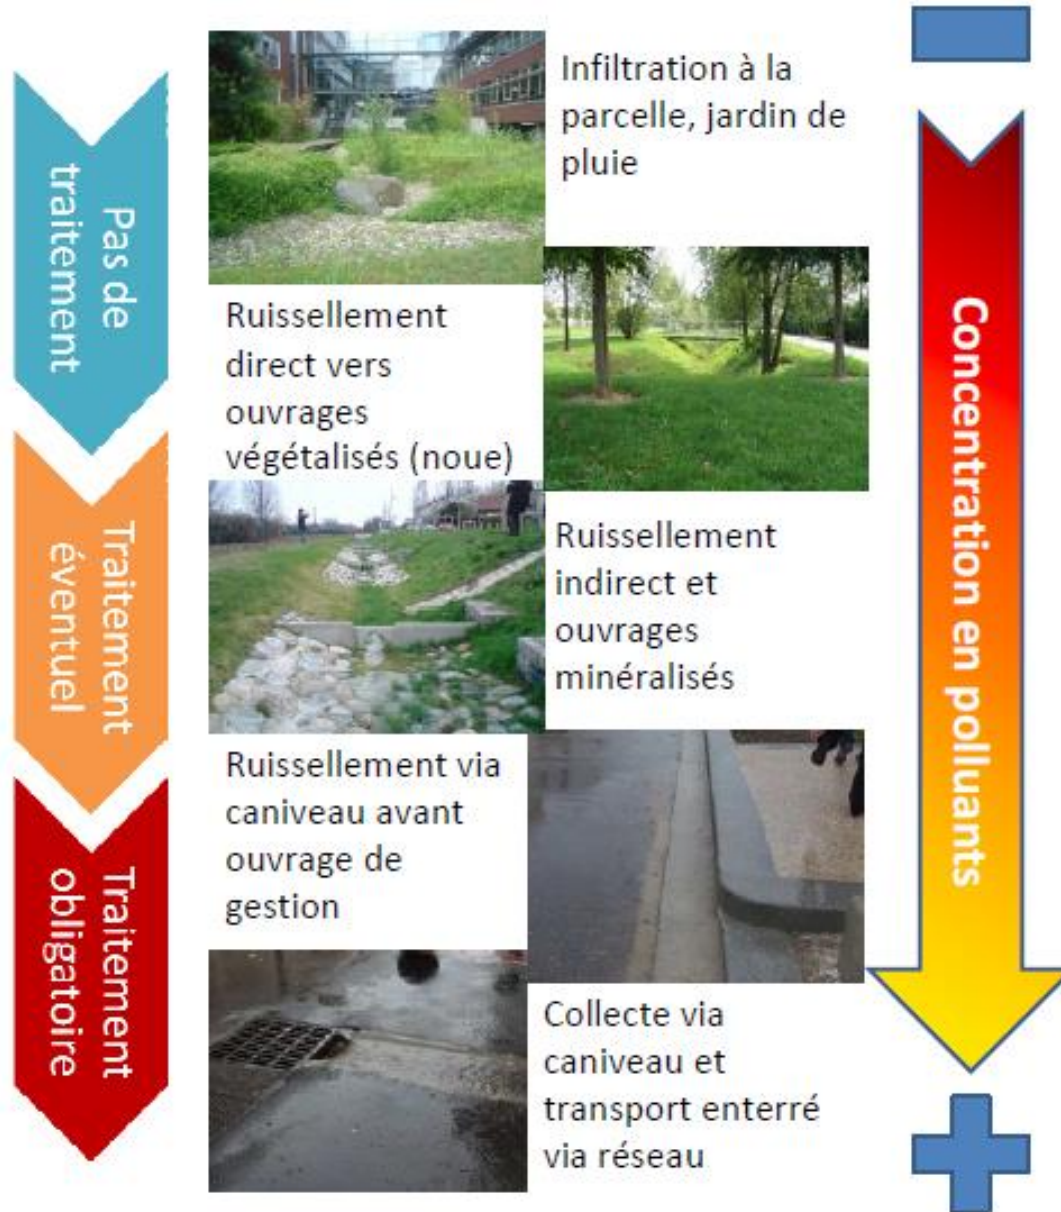 Infiltration à la
parcelle, jardin de
pluie
Pas de
traitement
Ruissellement
direct vers
ouvrages
végétalisés (noue)
Concentration en polluants
Traitement
éventuel
Ruissellement
indirect et
ouvrages
minéralisés
Ruissellement via
caniveau avant
ouvrage de
gestion
Traitement
obligatoire
Collecte via
caniveau et
transport enterré
via réseau